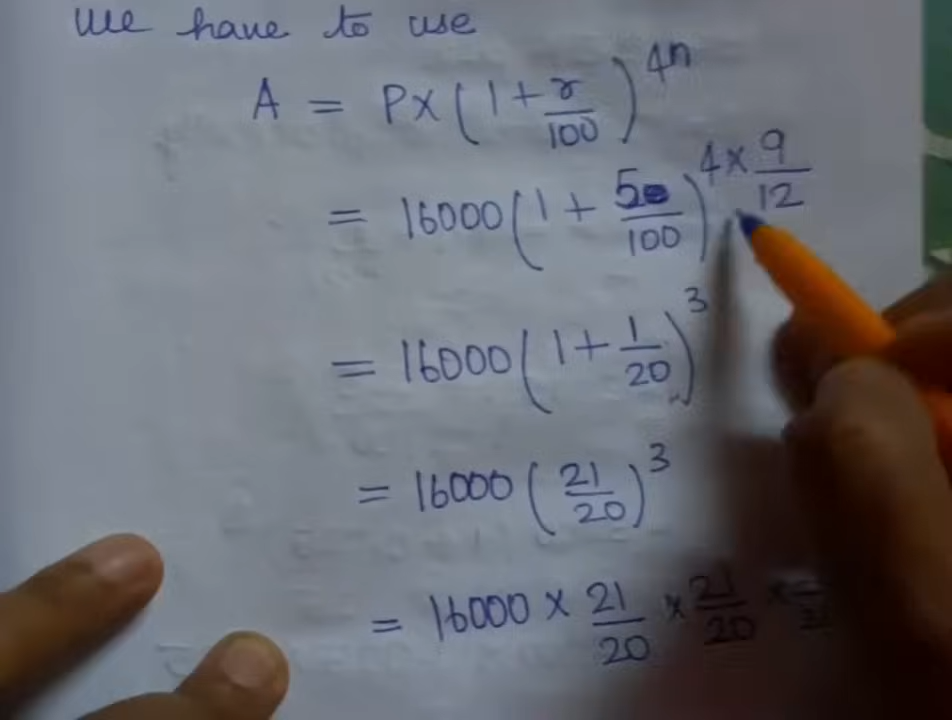 We have to use
A = P×(1+r/100)^4n
= 16000(1+5/100)^4×9/12
= 16000(1+1/20)^3
= 16000(21/20)^3
= 16000×21/20×21/20×